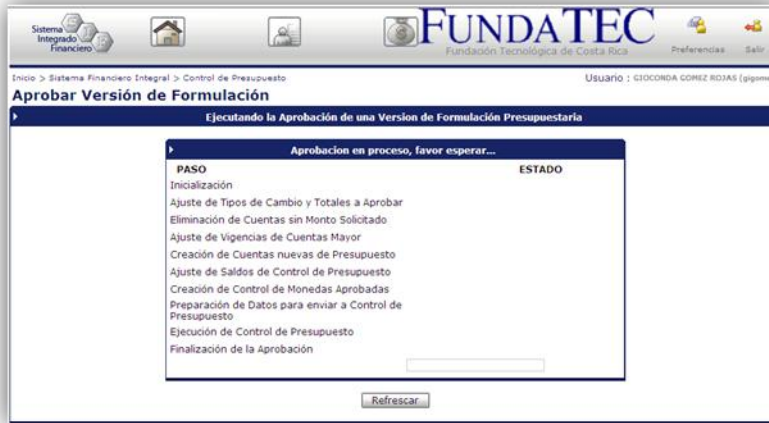 Sistema
Integrado
Financiero
SIF
FUNDATEC
Fundación Tecnológica de Costa Rica
Preferencias
Salir
Inicio > Sistema Financiero Integral > Control de Presupuesto
Usuario : GIOCONDA GOMEZ ROJAS (gigome
Aprobar Versión de Formulación
Ejecutando la Aprobación de una Version de Formulación Presupuestaria
Aprobacion en proceso, favor esperar...
PASO ESTADO
Inicialización
Ajuste de Tipos de Cambio y Totales a Aprobar
Eliminación de Cuentas sin Monto Solicitado
Ajuste de Vigencias de Cuentas Mayor
Creación de Cuentas nuevas de Presupuesto
Ajuste de Saldos de Control de Presupuesto
Creación de Control de Monedas Aprobadas
Preparación de Datos para enviar a Control de
Presupuesto
Ejecución de Control de Presupuesto
Finalización de la Aprobación
Refrescar